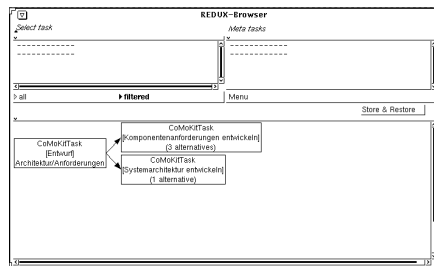 REDUX-Browser
Select task
Meta tasks
-----------
-----------
-----------
-----------
all
filtered
Menu
Store & Restore
CoMoKitTask
[Komponentenanforderungen entwickeln]
(3 alternatives)
CoMoKitTask
[Entwurf]
Architektur/Anforderungen
CoMoKitTask
[Systemarchitektur entwickeln]
(1 alternative)